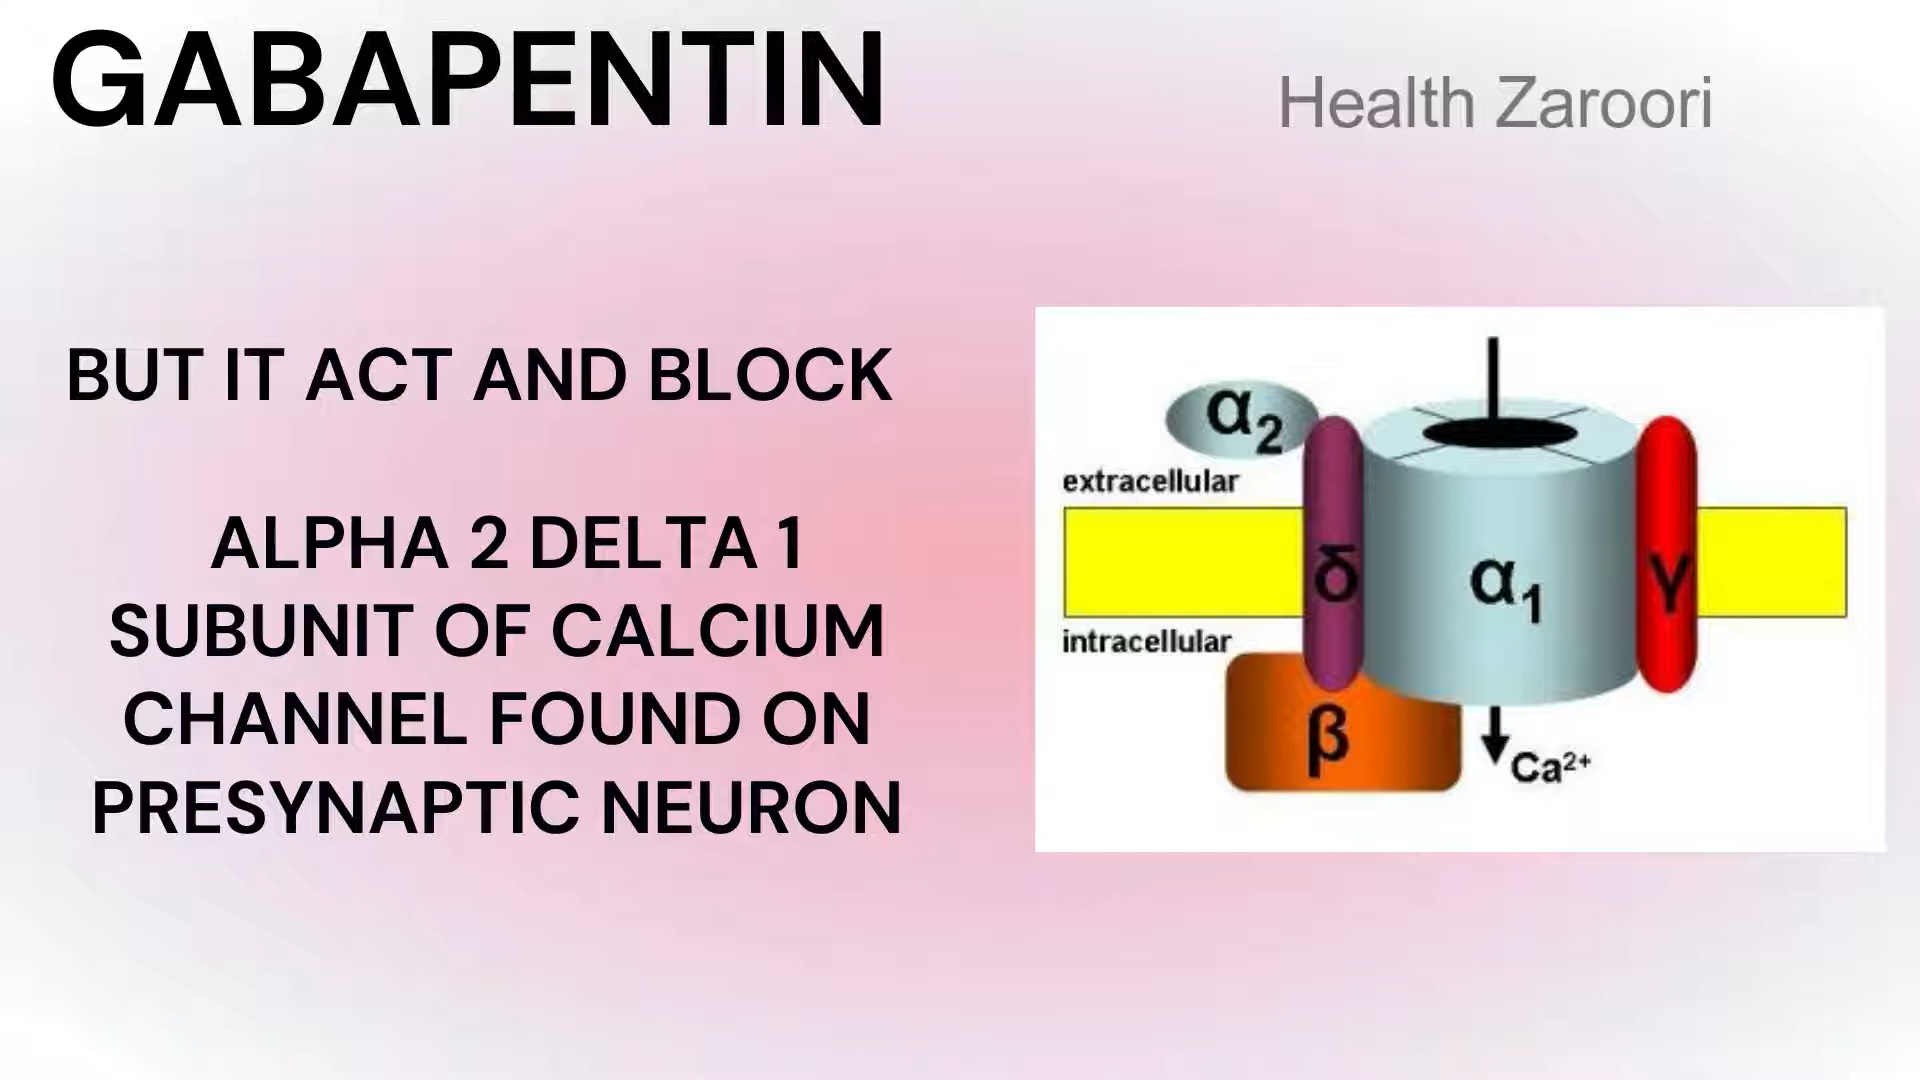 GABAPENTIN
Health Zaroori
BUT IT ACT AND BLOCK
ALPHA 2 DELTA 1
SUBUNIT OF CALCIUM
CHANNEL FOUND ON
PRESYNAPTIC NEURON
α2
extracellular
δ
α1
γ
intracellular
β
Ca²⁺